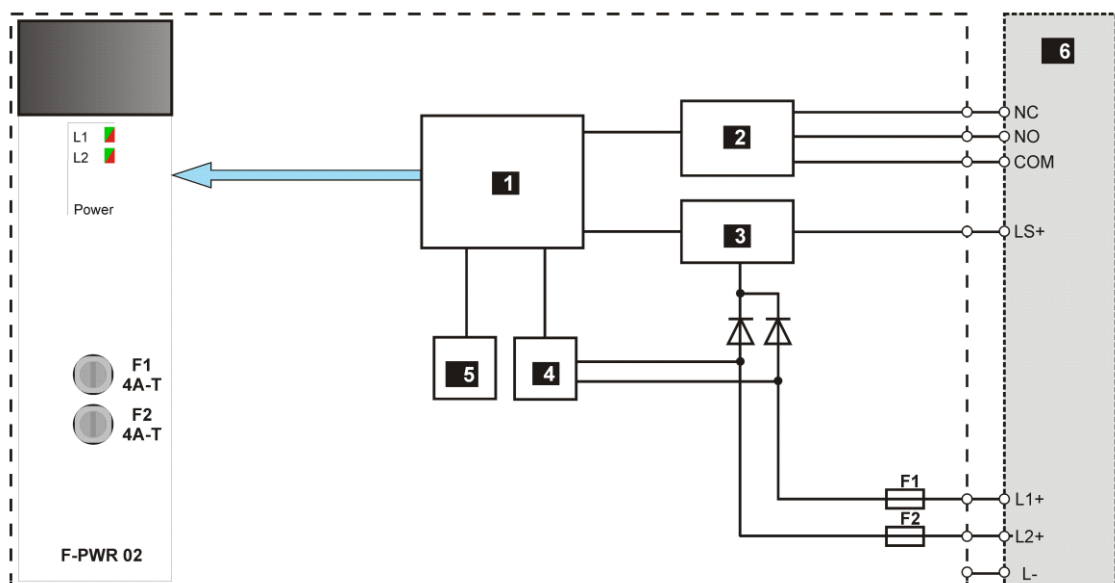 L1
L2
Power
F1
4A-T
F2
4A-T
F-PWR 02
1
2
3
4
5
6
NC
NO
COM
LS+
F1
L1+
F2
L2+
L-